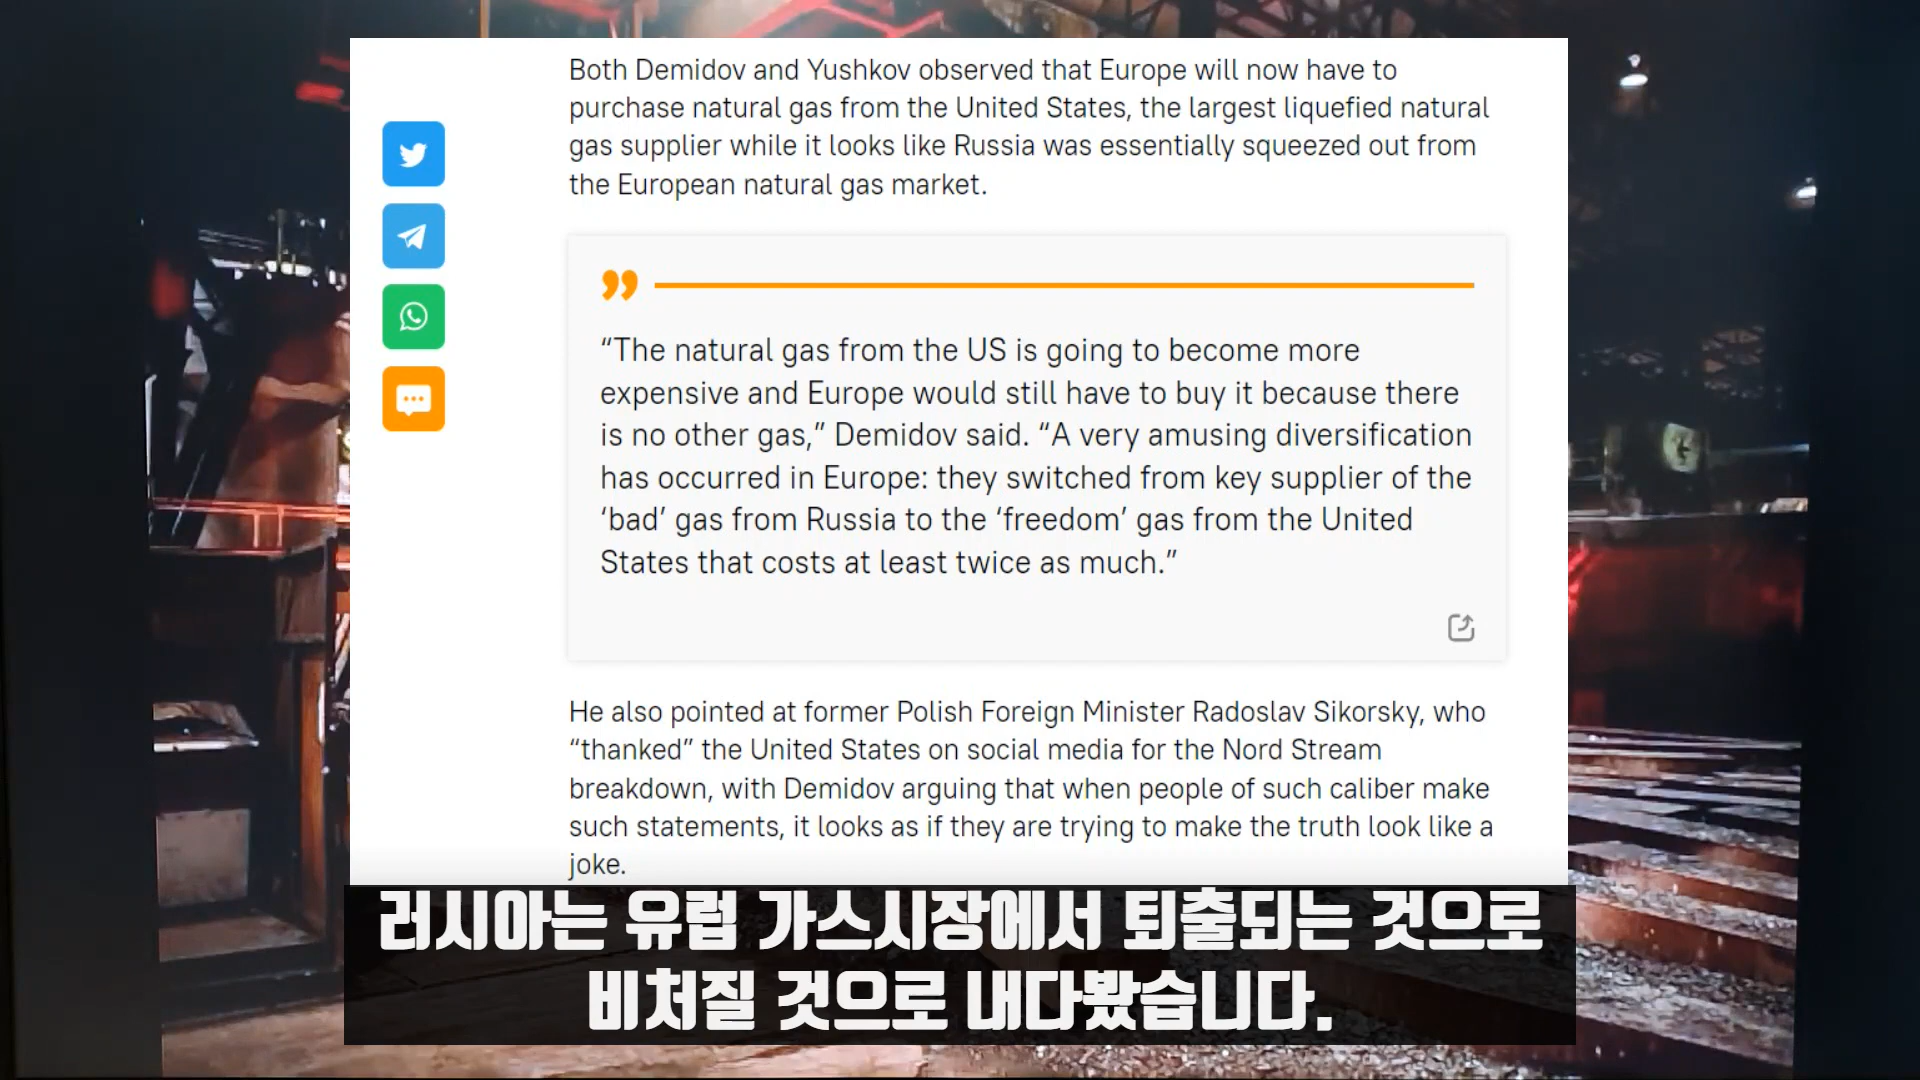 Both Demidov and Yushkov observed that Europe will now have to
purchase natural gas from the United States, the largest liquefied natural
gas supplier while it looks like Russia was essentially squeezed out from
the European natural gas market.
”
“The natural gas from the US is going to become more
expensive and Europe would still have to buy it because there
is no other gas,” Demidov said. “A very amusing diversification
has occurred in Europe: they switched from key supplier of the
‘bad’ gas from Russia to the ‘freedom’ gas from the United
States that costs at least twice as much.”
He also pointed at former Polish Foreign Minister Radoslav Sikorsky, who
“thanked” the United States on social media for the Nord Stream
breakdown, with Demidov arguing that when people of such caliber make
such statements, it looks as if they are trying to make the truth look like a
joke.
러시아는 유럽 가스시장에서 퇴출되는 것으로
비처질 것으로 내다봤습니다.